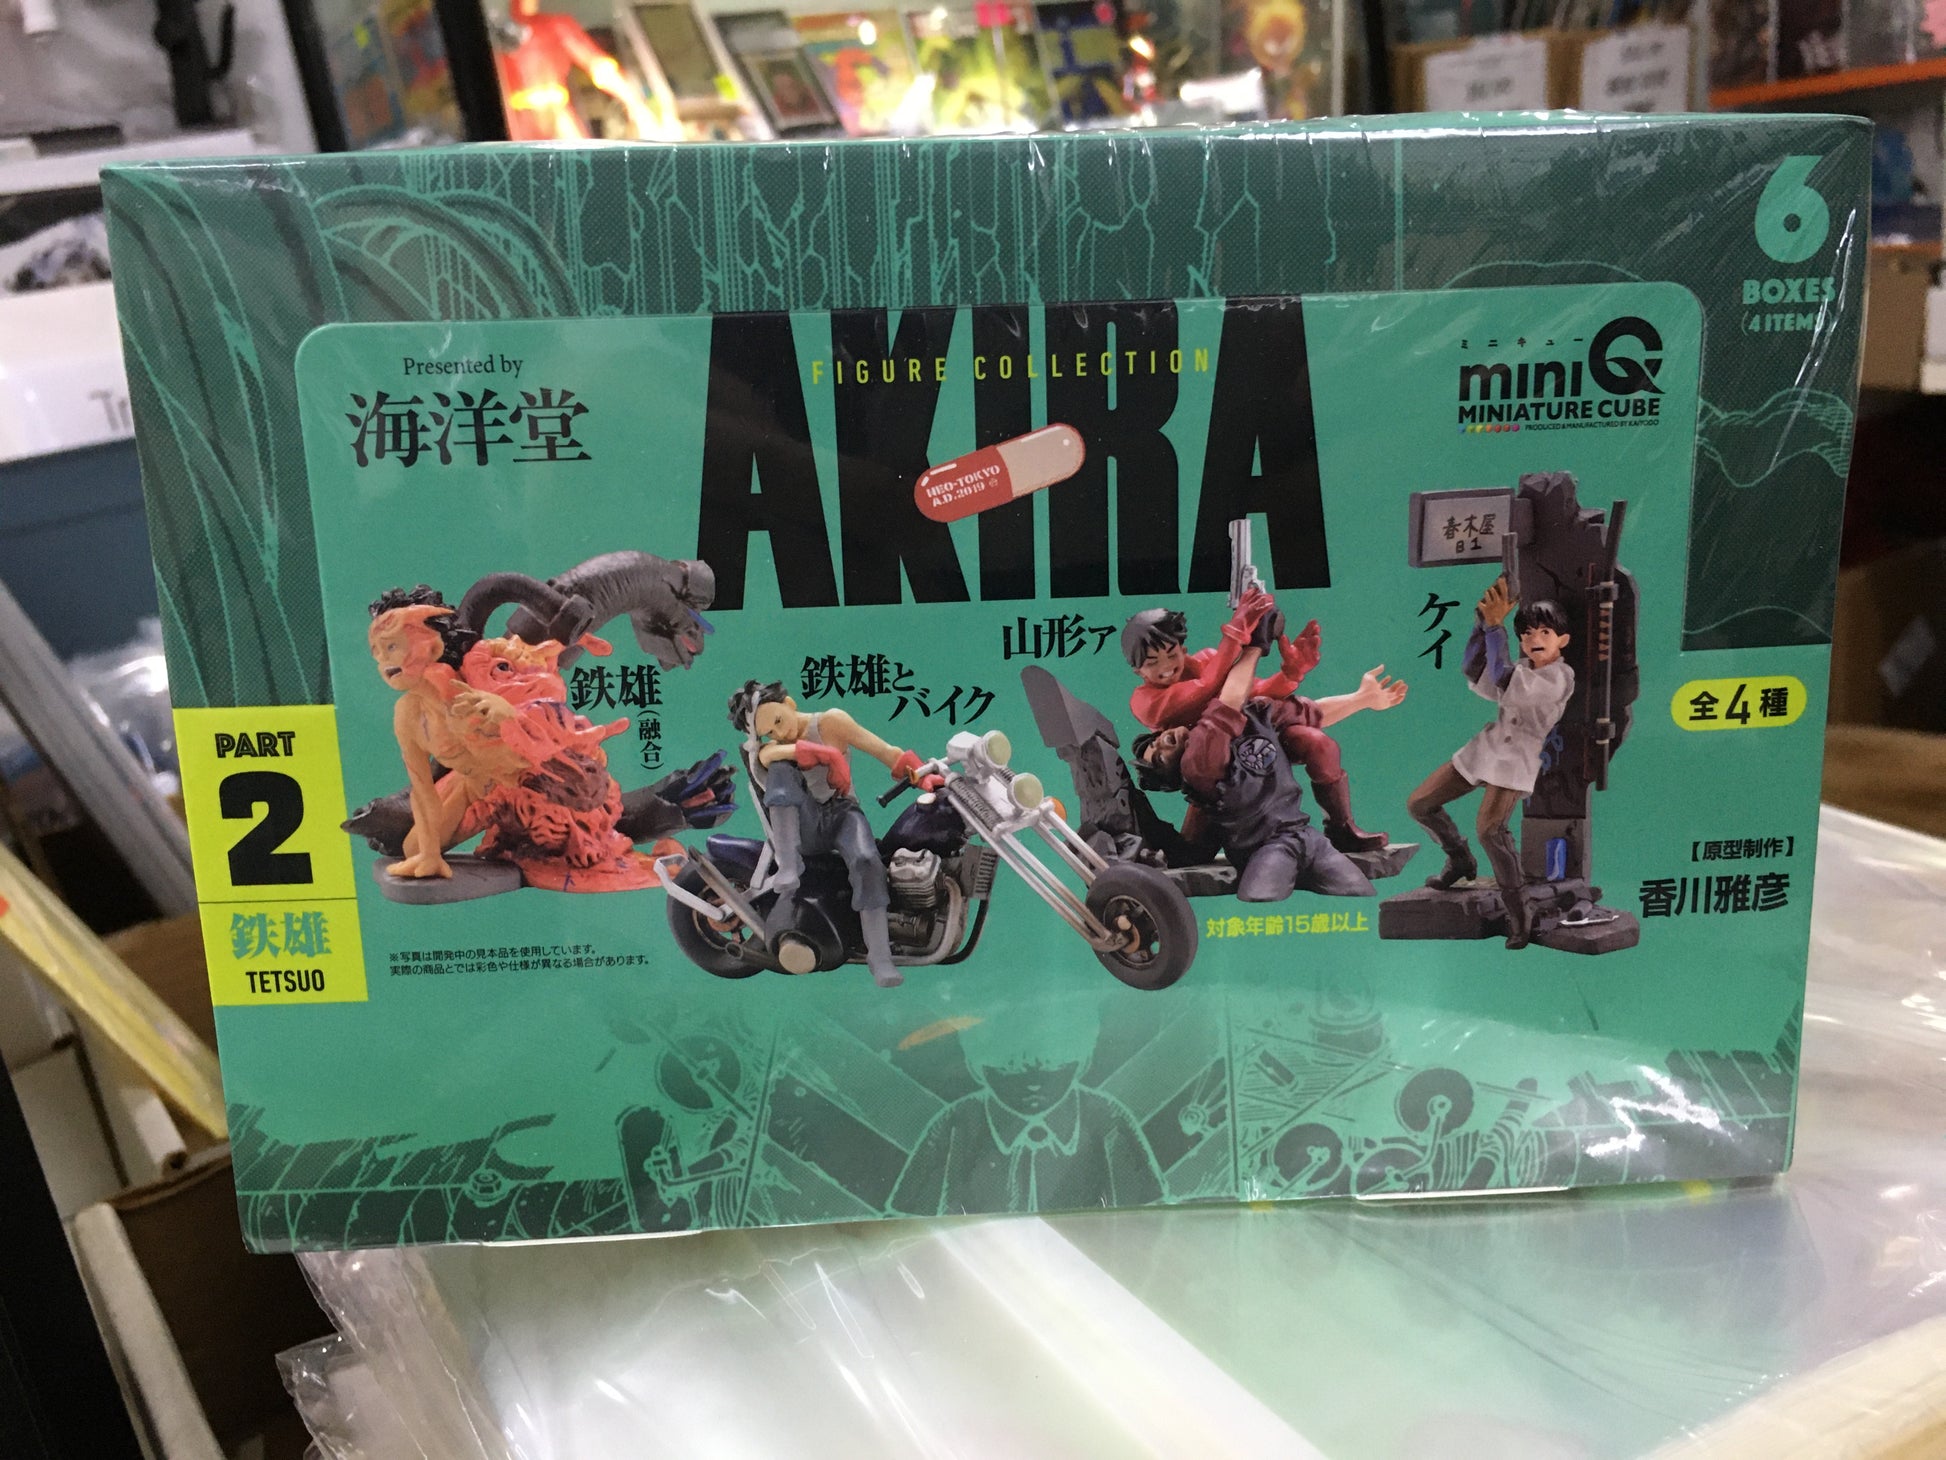 6
BOXES
(4 ITEMS)
Presented by
海洋堂
AKIRA
FIGURE COLLECTION
NEO-TOKYO
A.D.2019
ミニキュー
miniQ
MINIATURE CUBE
PRODUCED & MANUFACTURED BY KAIYODO
春木屋
B1
鉄雄
(融合)
鉄雄と
バイク
山形ァ
ケイ
全4種
PART
2
鉄雄
TETSUO
※写真は開発中の見本品を使用しています。
実際の商品とでは彩色や仕様が異なる場合があります。
対象年齢15歳以上
【原型制作】
香川雅彦